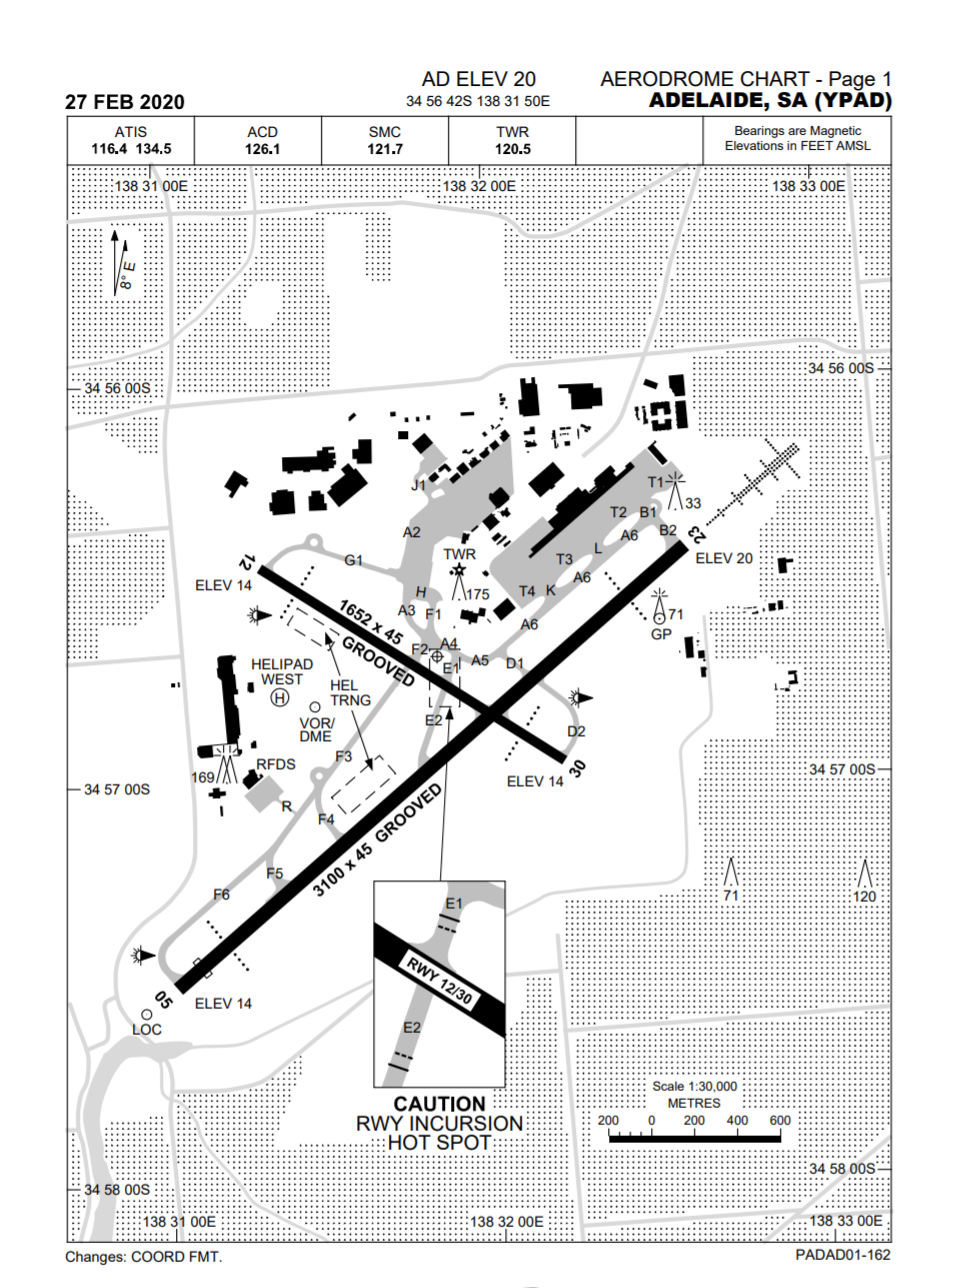 27 FEB 2020
AD ELEV 20
34 56 42S 138 31 50E
AERODROME CHART - Page 1
ADELAIDE, SA (YPAD)
ATIS
116.4 134.5
ACD
126.1
SMC
121.7
TWR
120.5
Bearings are Magnetic
Elevations in FEET AMSL
138 31 00E
138 32 00E
138 33 00E
8° E
34 56 00S
34 56 00S
J1
T1
33
T2
B1
A2
A6
B2
23
L
TWR
ELEV 20
12
G1
T3
A6
ELEV 14
H
175
T4
K
1652 x 45
GROOVED
A3
F1
A6
71
GP
F2
A4
E1
A5
D1
HELIPAD
WEST
H
HEL
TRNG
VOR/
DME
E2
D2
F3
169
RFDS
ELEV 14
30
34 57 00S
34 57 00S
R
F4
3100 x 45 GROOVED
F5
F6
71
120
E1
RWY 12/30
E2
05
ELEV 14
LOC
CAUTION
RWY INCURSION
HOT SPOT
Scale 1:30,000
METRES
200 0 200 400 600
34 58 00S
34 58 00S
138 31 00E
138 32 00E
138 33 00E
Changes: COORD FMT.
PADAD01-162